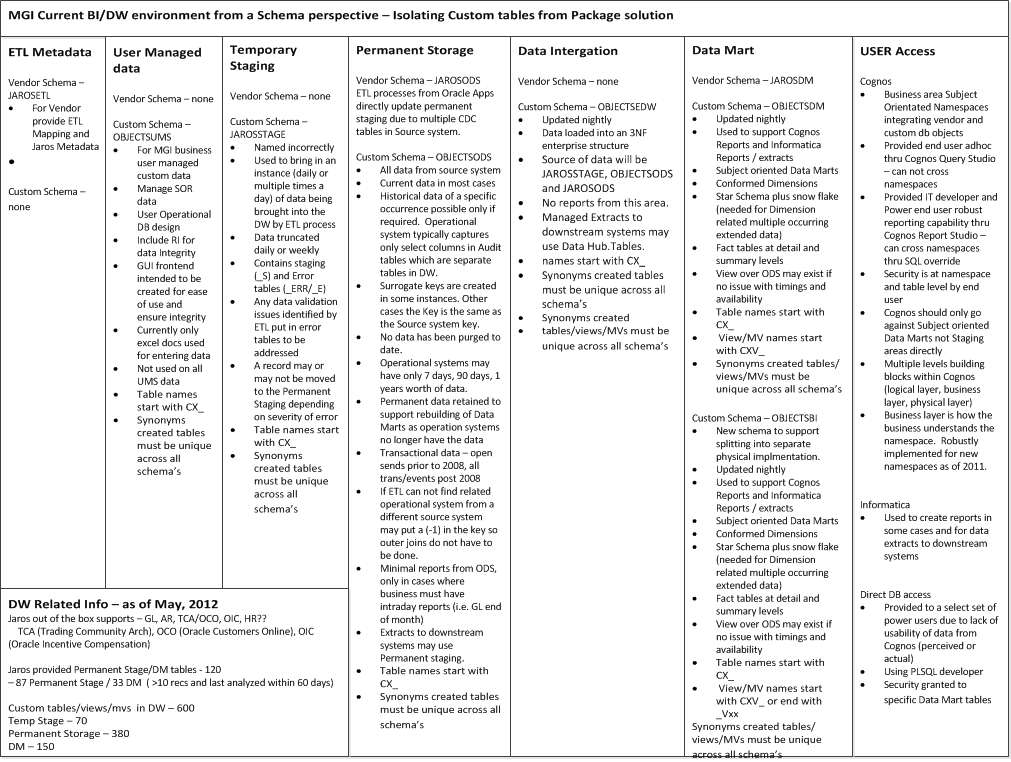 MGI Current BI/DW environment from a Schema perspective – Isolating Custom tables from Package solution
ETL Metadata
Vendor Schema –
JAROSETL
• For Vendor
provide ETL
Mapping and
Jaros Metadata
•
Custom Schema –
none
User Managed
data
Vendor Schema – none
Custom Schema –
OBJECTSUMS
• For MGI business
user managed
custom data
• Manage SOR
data
• User Operational
DB design
• Include RI for
data Integrity
• GUI frontend
intended to be
created for ease
of use and
ensure integrity
• Currently only
excel docs used
for entering data
• Not used on all
UMS data
• Table names
start with CX_
• Synonyms
created tables
must be unique
across all
schema's
Temporary
Staging
Vendor Schema – none
Custom Schema –
JAROSSTAGE
• Named incorrectly
• Used to bring in an
instance (daily or
multiple times a
day) of data being
brought into the
DW by ETL process
• Data truncated
daily or weekly
• Contains staging
(_S) and Error
tables (_ERR/_E)
• Any data validation
issues identified by
ETL put in error
tables to be
addressed
• A record may or
may not be moved
to the Permanent
Staging depending
on severity of error
• Table names start
with CX_
• Synonyms
created tables
must be unique
across all
schema's
Permanent Storage
Vendor Schema – JAROSODS
ETL processes from Oracle Apps
directly update permanent
staging due to multiple CDC
tables in Source system.
Custom Schema – OBJECTSODS
• All data from source system
• Current data in most cases
• Historical data of a specific
occurrence possible only if
required. Operational
system typically captures
only select columns in Audit
tables which are separate
tables in DW.
• Surrogate keys are created
in some instances. Other
cases the Key is the same as
the Source system key.
• No data has been purged to
date.
• Operational systems may
have only 7 days, 90 days, 1
years worth of data.
• Permanent data retained to
support rebuilding of Data
Marts as operation systems
no longer have the data
• Transactional data – open
sends prior to 2008, all
trans/events post 2008
• If ETL can not find related
operational system from a
different source system
may put a (-1) in the key so
outer joins do not have to
be done.
• Minimal reports from ODS,
only in cases where
business must have
intraday reports (i.e. GL end
of month)
• Extracts to downstream
systems may use
Permanent staging.
• Table names start with
CX_
• Synonyms created tables
must be unique across all
schema's
Data Intergation
Vendor Schema – none
Custom Schema – OBJECTSEDW
• Updated nightly
• Data loaded into an 3NF
enterprise structure
• Source of data will be
JAROSSTAGE, OBJECTSODS
and JAROSODS
• No reports from this area.
• Managed Extracts to
downstream systems may
use Data Hub.Tables.
• names start with CX_
• Synonyms created tables
must be unique across all
schema's
• Synonyms created
• tables/views/MVs must be
unique across all schema's
Data Mart
Vendor Schema – JAROSDM
Custom Schema – OBJECTSDM
• Updated nightly
• Used to support Cognos
Reports and Informatica
Reports / extracts
• Subject oriented Data Marts
• Conformed Dimensions
• Star Schema plus snow flake
(needed for Dimension
related multiple occurring
extended data)
• Fact tables at detail and
summary levels
• View over ODS may exist if
no issue with timings and
availability
• Table names start with
CX_
• View/MV names start
with CXV_
• Synonyms created tables/
views/MVs must be
unique across all schema's
Custom Schema – OBJECTSBI
• New schema to support
splitting into separate
physical implmentation.
• Updated nightly
• Used to support Cognos
Reports and Informatica
Reports / extracts
• Subject oriented Data Marts
• Conformed Dimensions
• Star Schema plus snow flake
(needed for Dimension
related multiple occurring
extended data)
• Fact tables at detail and
summary levels
• View over ODS may exist if
no issue with timings and
availability
• Table names start with
CX_
• View/MV names start
with CXV_ or end with
_Vxx
Synonyms created tables/
views/MVs must be unique
across all schema's
USER Access
Cognos
• Business area Subject
Orientated Namespaces
integrating vendor and
custom db objects
• Provided end user adhoc
thru Cognos Query Studio
– can not cross
namespaces
• Provided IT developer and
Power end user robust
reporting capability thru
Cognos Report Studio –
can cross namespaces
thru SQL override
• Security is at namespace
and table level by end
user
• Cognos should only go
against Subject oriented
Data Marts not Staging
areas directly
• Multiple levels building
blocks within Cognos
(logical layer, business
layer, physical layer)
• Business layer is how the
business understands the
namespace. Robustly
implemented for new
namespaces as of 2011.
Informatica
• Used to create reports in
some cases and for data
extracts to downstream
systems
Direct DB access
• Provided to a select set of
power users due to lack of
usability of data from
Cognos (perceived or
actual)
• Using PLSQL developer
• Security granted to
specific Data Mart tables
DW Related Info – as of May, 2012
Jaros out of the box supports – GL, AR, TCA/OCO, OIC, HR??
TCA (Trading Community Arch), OCO (Oracle Customers Online), OIC
(Oracle Incentive Compensation)
Jaros provided Permanent Stage/DM tables - 120
– 87 Permanent Stage / 33 DM ( >10 recs and last analyzed within 60 days)
Custom tables/views/mvs in DW – 600
Temp Stage – 70
Permanent Storage – 380
DM – 150